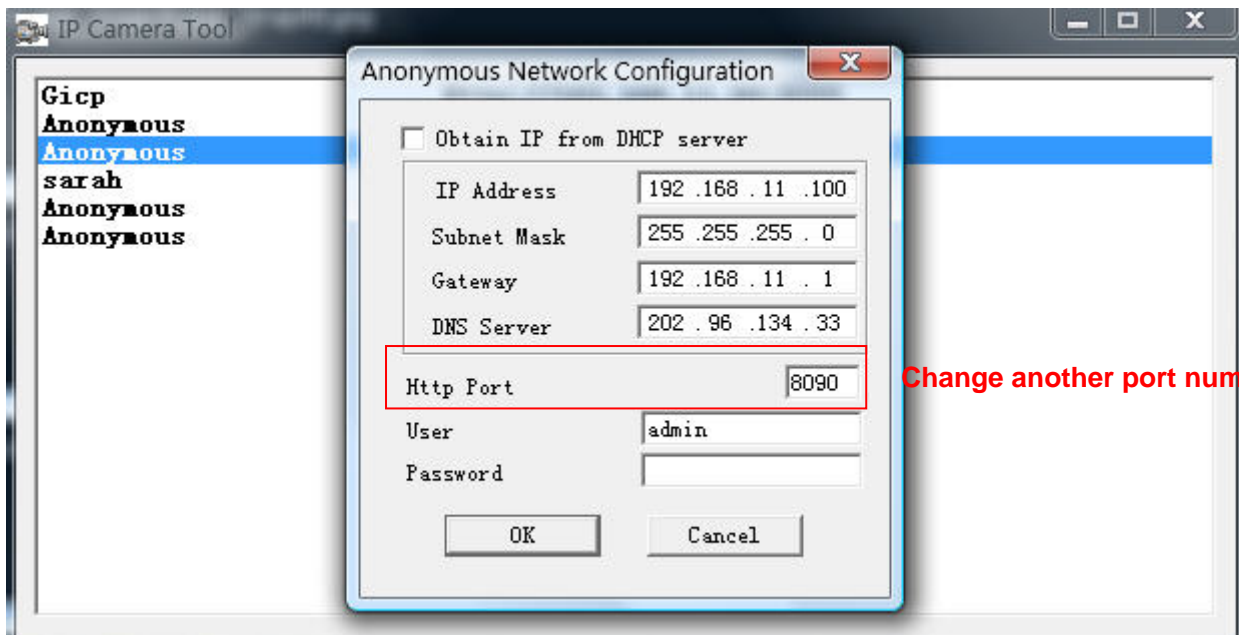 IP Camera Tool
Anonymous Network Configuration
Gicp
Anonymous
Anonymous
sarah
Anonymous
Anonymous
Obtain IP from DHCP server
IP Address 192 .168 . 11 .100
Subnet Mask 255 .255 .255 . 0
Gateway 192 .168 . 11 . 1
DNS Server 202 . 96 .134 . 33
Http Port 8090
Change another port num
User admin
Password
OK Cancel